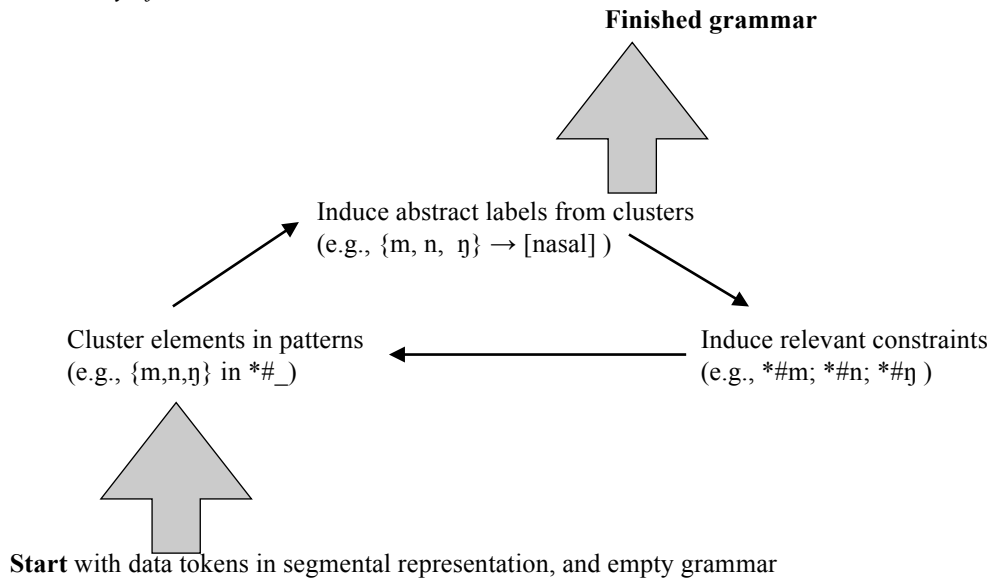 Finished grammar
Induce abstract labels from clusters
(e.g., {m, n, ŋ} → [nasal] )
Cluster elements in patterns
(e.g., {m,n,ŋ} in *#_)
Induce relevant constraints
(e.g., *#m; *#n; *#ŋ )
Start with data tokens in segmental representation, and empty grammar